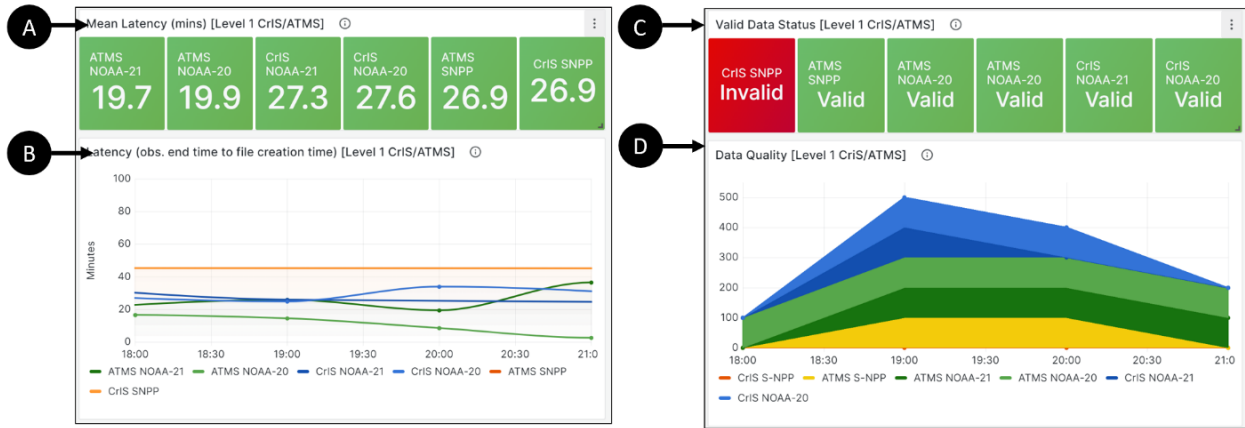 A
Mean Latency (mins) [Level 1 CrIS/ATMS]
ATMS
NOAA-21
19.7
ATMS
NOAA-20
19.9
CrIS
NOAA-21
27.3
CrIS
NOAA-20
27.6
ATMS
SNPP
26.9
CrIS SNPP
26.9
B
Latency (obs. end time to file creation time) [Level 1 CrIS/ATMS]
Minutes
100
80
60
40
20
0
18:00 18:30 19:00 19:30 20:00 20:30 21:0
ATMS NOAA-21 ATMS NOAA-20 CrIS NOAA-21 CrIS NOAA-20 ATMS SNPP
CrIS SNPP
C
Valid Data Status [Level 1 CrIS/ATMS]
CrIS SNPP
Invalid
ATMS
SNPP
Valid
ATMS
NOAA-20
Valid
ATMS
NOAA-20
Valid
CrIS
NOAA-21
Valid
CrIS
NOAA-20
Valid
D
Data Quality [Level 1 CriS/ATMS]
500
400
300
200
100
0
18:00 18:30 19:00 19:30 20:00 20:30 21:0
CrIS S-NPP ATMS S-NPP ATMS NOAA-21 ATMS NOAA-20 CrIS NOAA-21
CrIS NOAA-20